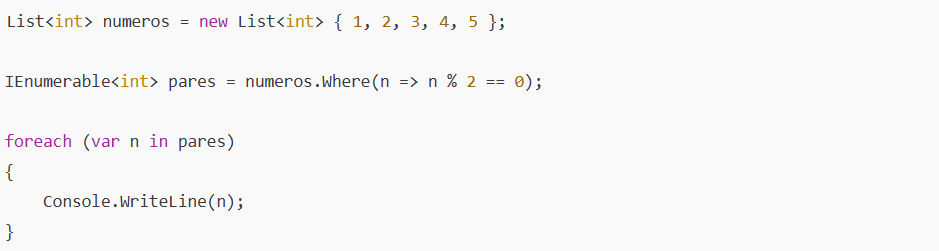 List<int> numeros = new List<int> { 1, 2, 3, 4, 5 };
IEnumerable<int> pares = numeros.Where(n => n % 2 == 0);
foreach (var n in pares)
{
    Console.WriteLine(n);
}